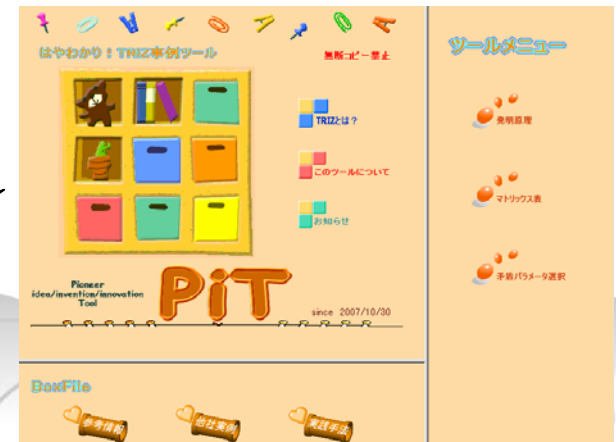 はやわかり！TRIZ事例ツール
無断コピー禁止
TRIZとは？
このツールについて
お知らせ
Pioneer
idea/invention/innovation
Tool
PiT
since 2007/10/30
BoxFile
参考情報
他社実例
実践手法
ツールメニュー
発明原理
マトリックス表
矛盾パラメータ選択